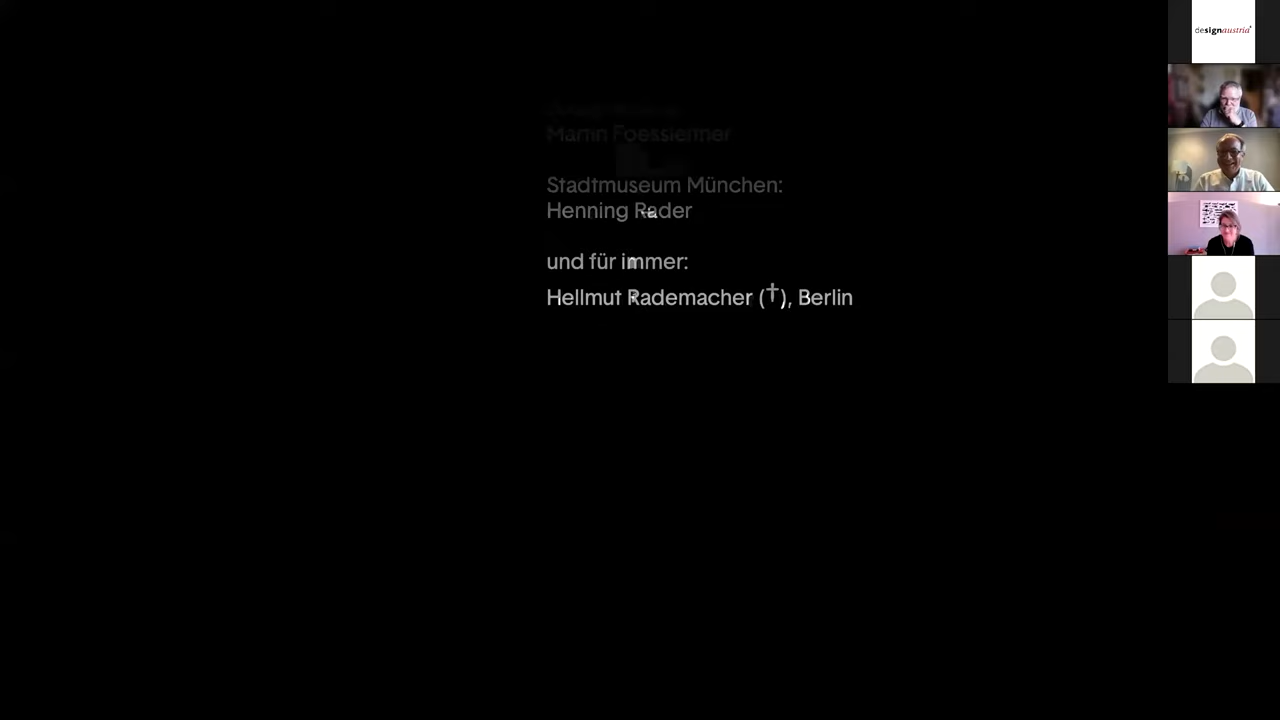 Martin Foessleitner
Stadtmuseum München:
Henning Rader
und für immer:
Hellmut Rademacher (†), Berlin
designaustria